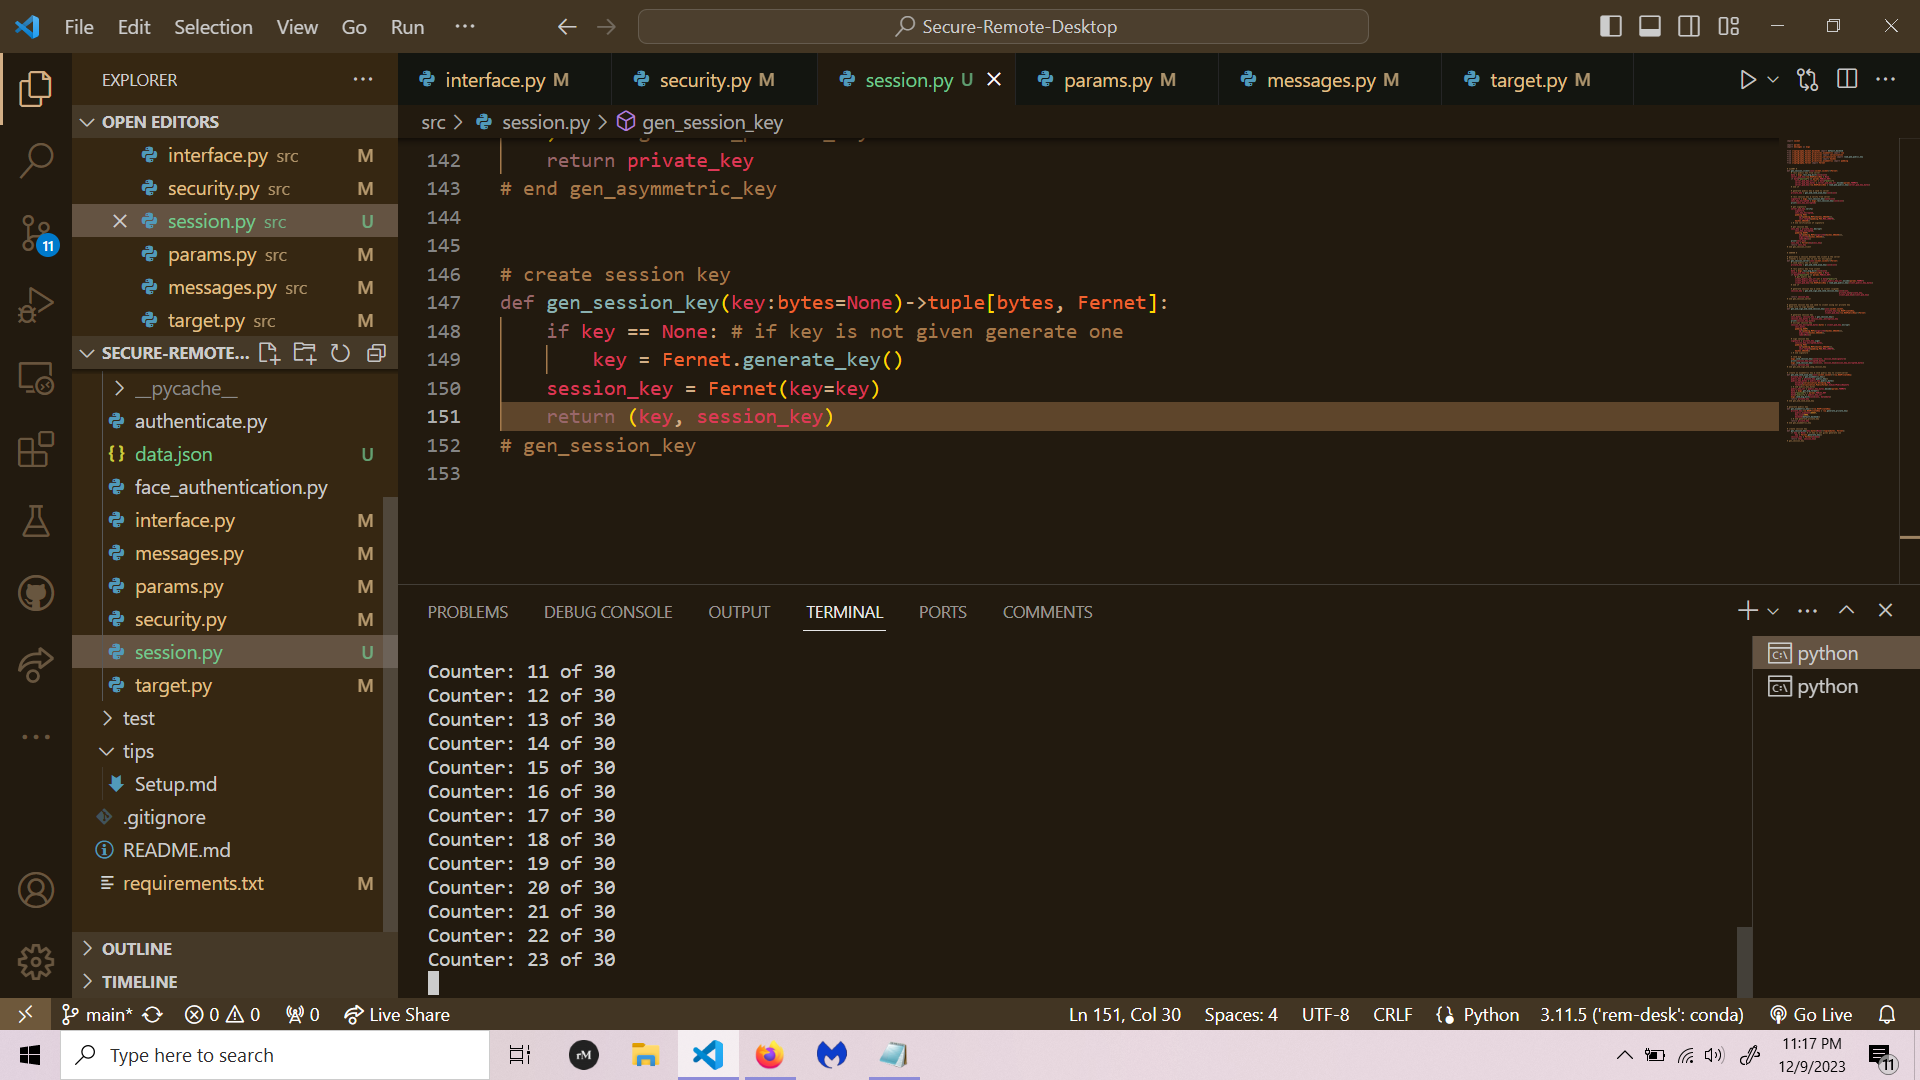 File Edit Selection View Go Run ···
Secure-Remote-Desktop
EXPLORER
OPEN EDITORS
interface.py src M
security.py src M
session.py src U
params.py src M
messages.py src M
target.py src M
SECURE-REMOTE...
__pycache__
authenticate.py
{} data.json U
face_authentication.py
interface.py M
messages.py M
params.py M
security.py M
session.py U
target.py M
test
tips
Setup.md
.gitignore
README.md
requirements.txt M
OUTLINE
TIMELINE
11
interface.py M security.py M session.py U params.py M messages.py M target.py M
src > session.py > gen_session_key
142 return private_key
143 # end gen_asymmetric_key
144
145
146 # create session key
147 def gen_session_key(key:bytes=None)->tuple[bytes, Fernet]:
148 if key == None: # if key is not given generate one
149 key = Fernet.generate_key()
150 session_key = Fernet(key=key)
151 return (key, session_key)
152 # gen_session_key
153
PROBLEMS DEBUG CONSOLE OUTPUT TERMINAL PORTS COMMENTS
Counter: 11 of 30
Counter: 12 of 30
Counter: 13 of 30
Counter: 14 of 30
Counter: 15 of 30
Counter: 16 of 30
Counter: 17 of 30
Counter: 18 of 30
Counter: 19 of 30
Counter: 20 of 30
Counter: 21 of 30
Counter: 22 of 30
Counter: 23 of 30
python
python
main* 0 0 0 Live Share Ln 151, Col 30 Spaces: 4 UTF-8 CRLF Python 3.11.5 ('rem-desk': conda) Go Live
Type here to search
rM
11:17 PM
12/9/2023
11